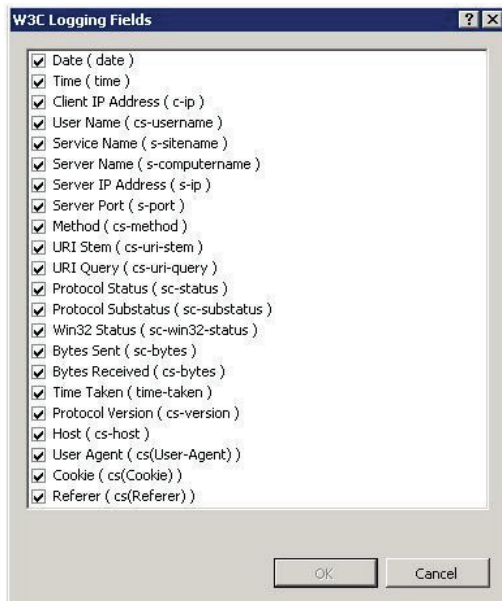 W3C Logging Fields
Date ( date )
Time ( time )
Client IP Address ( c-ip )
User Name ( cs-username )
Service Name ( s-sitename )
Server Name ( s-computername )
Server IP Address ( s-ip )
Server Port ( s-port )
Method ( cs-method )
URI Stem ( cs-uri-stem )
URI Query ( cs-uri-query )
Protocol Status ( sc-status )
Protocol Substatus ( sc-substatus )
Win32 Status ( sc-win32-status )
Bytes Sent ( sc-bytes )
Bytes Received ( cs-bytes )
Time Taken ( time-taken )
Protocol Version ( cs-version )
Host ( cs-host )
User Agent ( cs(User-Agent) )
Cookie ( cs(Cookie) )
Referer ( cs(Referer) )
OK Cancel